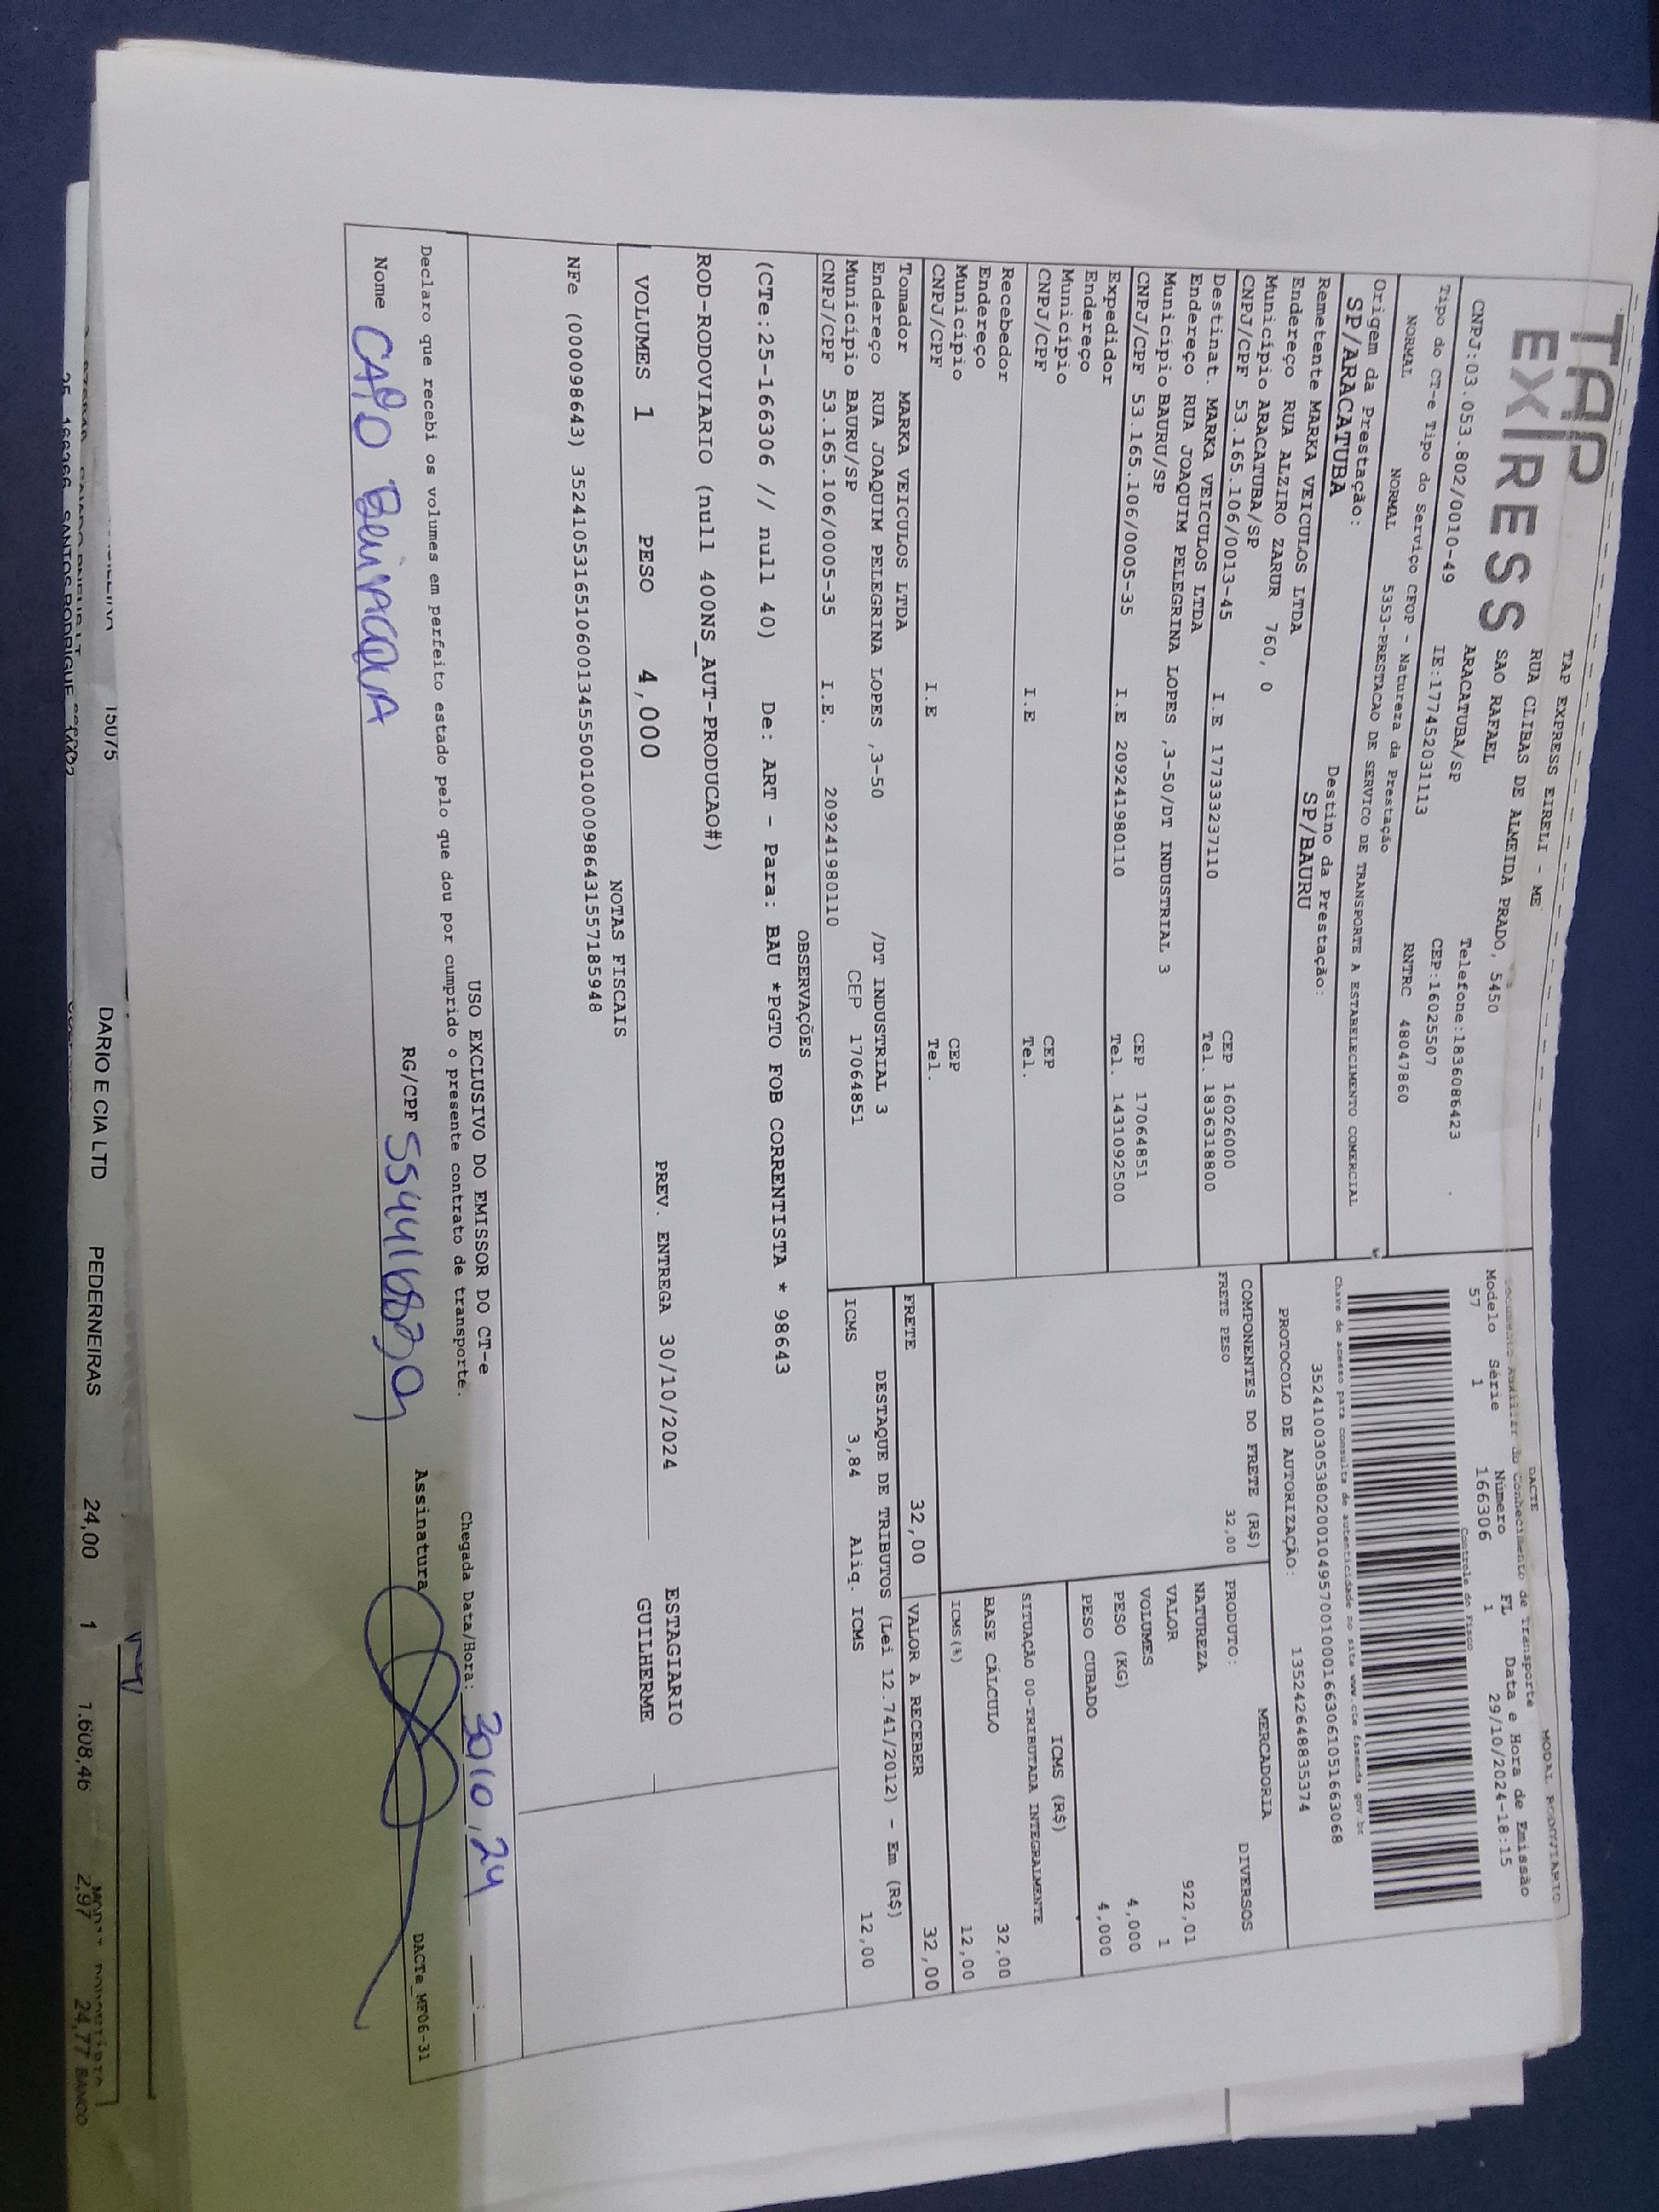 TAP
EX|RESS
TAP EXPRESS EIRELI - ME
RUA CLIBAS DE ALMEIDA PRADO, 5450
SAO RAFAEL
ARACATUBA/SP
Telefone:1836086423
CNPJ:03.053.802/0010-49
IE:177452031113
CEP:16025507
Tipo do CT-e Tipo do Serviço CFOP - Natureza da Prestação
RNTRC 48047860
NORMAL NORMAL 5353-PRESTACAO DE SERVICO DE TRANSPORTE A ESTABELECIMENTO COMERCIAL
Origem da Prestação:
SP/ARACATUBA
Destino da Prestação:
SP/BAURU
Remetente MARKA VEICULOS LTDA
Endereço RUA ALZIRO ZARUR 760, 0
Município ARACATUBA/SP
CEP 16026000
CNPJ/CPF 53.165.106/0013-45 I.E 177333237110 Tel. 1836318800
Destinat. MARKA VEICULOS LTDA
Endereço RUA JOAQUIM PELEGRINA LOPES ,3-50/DT INDUSTRIAL 3
Município BAURU/SP
CEP 17064851
CNPJ/CPF 53.165.106/0005-35 I.E 209241980110 Tel. 1431092500
Expedidor
Endereço
Município
CEP
CNPJ/CPF I.E Tel.
Recebedor
Endereço
Município
CEP
CNPJ/CPF I.E Tel.
Tomador MARKA VEICULOS LTDA
Endereço RUA JOAQUIM PELEGRINA LOPES ,3-50 /DT INDUSTRIAL 3
Município BAURU/SP CEP 17064851
CNPJ/CPF 53.165.106/0005-35 I.E. 209241980110
MODAL RODOVIARIO
DACTE
Documento Auxiliar do Conhecimento de Transporte
Modelo Série Número FL Data e Hora de Emissão
57 1 166306 1 29/10/2024-18:15
Controle do Fisco
Chave de acesso para consulta de autenticidade no site www.cte.fazenda.gov.br
35241003053802001049570010001663061051663068
PROTOCOLO DE AUTORIZAÇÃO: 135242648835374
COMPONENTES DO FRETE (R$)
FRETE PESO 32,00
MERCADORIA
PRODUTO: DIVERSOS
NATUREZA
VALOR 922,01
VOLUMES 1
PESO (KG) 4,000
PESO CUBADO 4,000
ICMS (R$)
SITUAÇÃO 00-TRIBUTADA INTEGRALMENTE
BASE CÁLCULO 32,00
ICMS(%) 12,00
FRETE 32,00 VALOR A RECEBER 32,00
DESTAQUE DE TRIBUTOS (Lei 12.741/2012) - Em (R$)
ICMS 3,84 Aliq. ICMS 12,00
OBSERVAÇÕES
(CTe:25-166306 // null 40) De: ART - Para: BAU *PGTO FOB CORRENTISTA * 98643
ROD-RODOVIARIO (null 400NS_AUT-PRODUCAO#)
VOLUMES 1 PESO 4,000 PREV. ENTREGA 30/10/2024
ESTAGIARIO
GUILHERME
NOTAS FISCAIS
NFe (000098643) 35241053165106001345550010000986431557185948
USO EXCLUSIVO DO EMISSOR DO CT-e
Chegada Data/Hora: 30 10 , 24
Declaro que recebi os volumes em perfeito estado pelo que dou por cumprido o presente contrato de transporte.
Nome RG/CPF Assinatura
DACTe_MF06-31
15075 DARIO E CIA LTD PEDERNEIRAS 24,00 1 1.608,46 2,97 24,77 BANCO